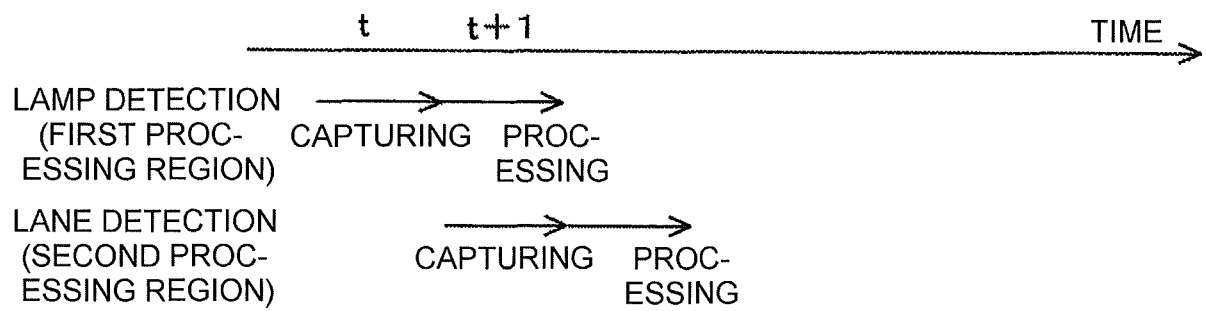 t t+1 TIME
LAMP DETECTION
(FIRST PROC- CAPTURING PROC-
ESSING REGION) ESSING
LANE DETECTION
(SECOND PROC- CAPTURING PROC-
ESSING REGION) ESSING